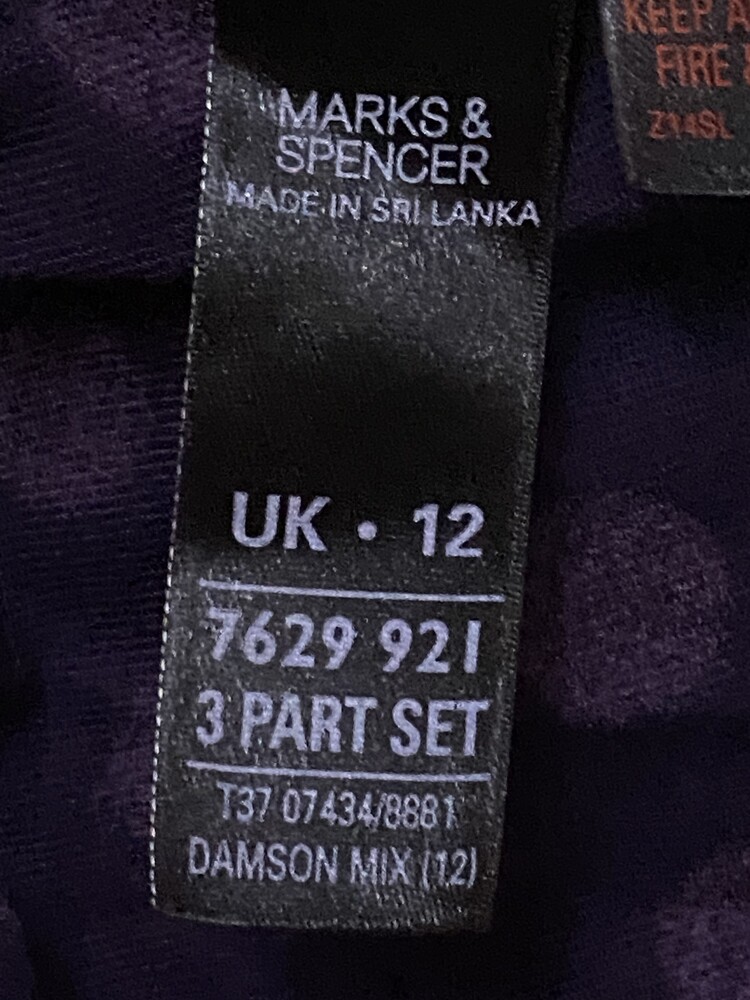 MARKS &
SPENCER
MADE IN SRI LANKA
UK • 12
7629 921
3 PART SET
T37 07434/8881
DAMSON MIX (12)
KEEP
FIRE
Z14SL